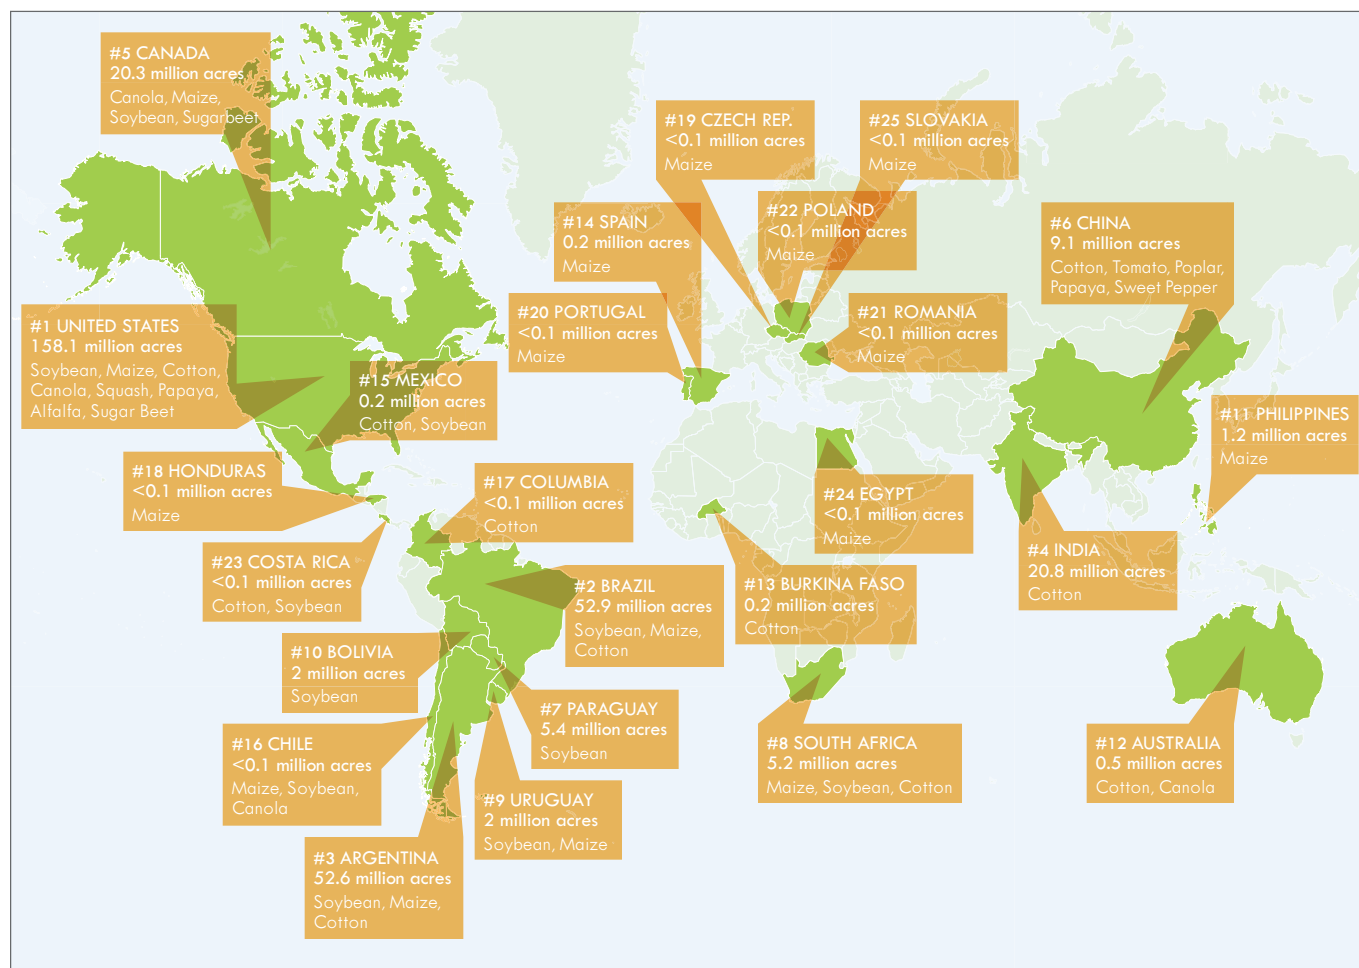 #5 CANADA
20.3 million acres
Canola, Maize,
Soybean, Sugarbeet
#19 CZECH REP.
<0.1 million acres
Maize
#25 SLOVAKIA
<0.1 million acres
Maize
#14 SPAIN
0.2 million acres
Maize
#22 POLAND
<0.1 million acres
Maize
#6 CHINA
9.1 million acres
Cotton, Tomato, Poplar,
Papaya, Sweet Pepper
#1 UNITED STATES
158.1 million acres
Soybean, Maize, Cotton,
Canola, Squash, Papaya,
Alfalfa, Sugar Beet
#20 PORTUGAL
<0.1 million acres
Maize
#21 ROMANIA
<0.1 million acres
Maize
#15 MEXICO
0.2 million acres
Cotton, Soybean
#11 PHILIPPINES
1.2 million acres
Maize
#18 HONDURAS
<0.1 million acres
Maize
#17 COLUMBIA
<0.1 million acres
Cotton
#24 EGYPT
<0.1 million acres
Maize
#23 COSTA RICA
<0.1 million acres
Cotton, Soybean
#2 BRAZIL
52.9 million acres
Soybean, Maize,
Cotton
#13 BURKINA FASO
0.2 million acres
Cotton
#4 INDIA
20.8 million acres
Cotton
#10 BOLIVIA
2 million acres
Soybean
#7 PARAGUAY
5.4 million acres
Soybean
#16 CHILE
<0.1 million acres
Maize, Soybean,
Canola
#8 SOUTH AFRICA
5.2 million acres
Maize, Soybean, Cotton
#12 AUSTRALIA
0.5 million acres
Cotton, Canola
#9 URUGUAY
2 million acres
Soybean, Maize
#3 ARGENTINA
52.6 million acres
Soybean, Maize,
Cotton